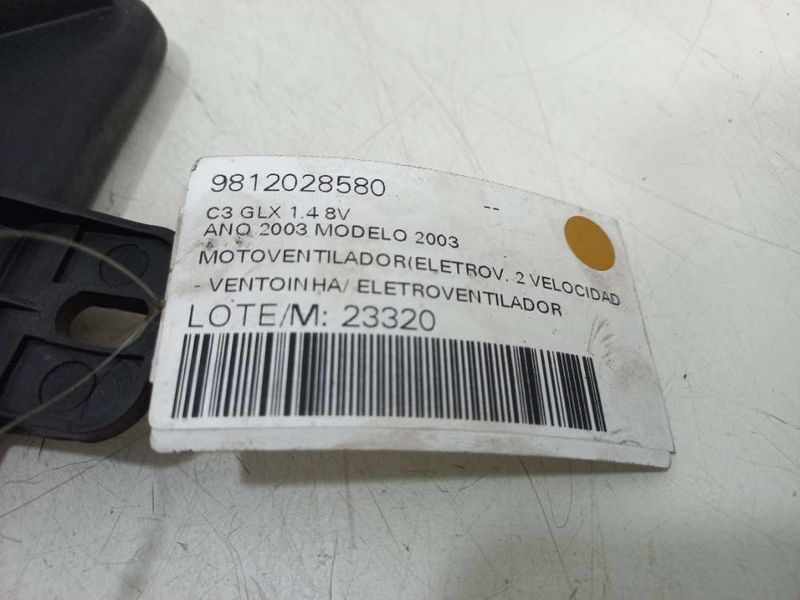 9812028580
--
C3 GLX 1.4 8V
ANO 2003 MODELO 2003
MOTOVENTILADOR(ELETROV. 2 VELOCIDAD
- VENTOINHA/ ELETROVENTILADOR
LOTE/M: 23320